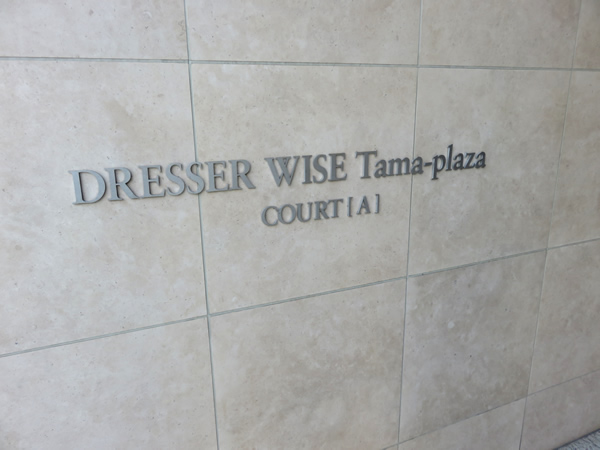 DRESSER WISE Tama-plaza
COURT [A]